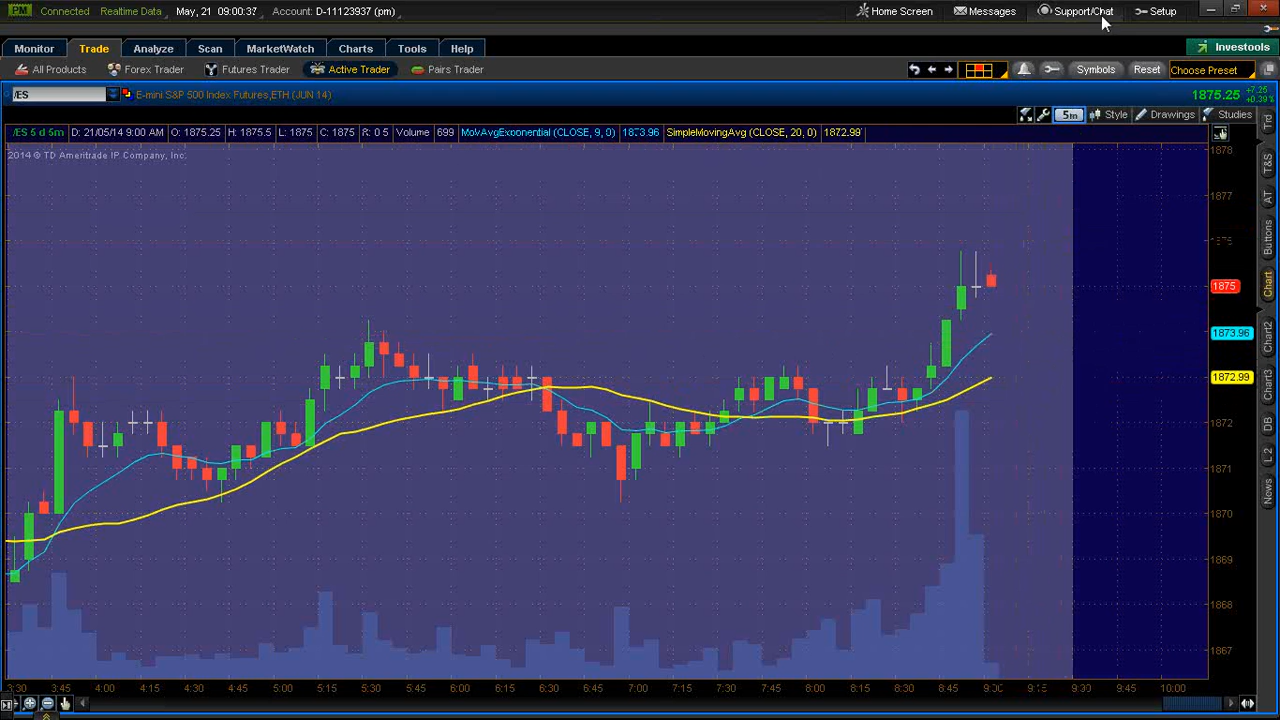 PM Connected Realtime Data May, 21 09:00:37 Account: D-11123937 (pm) Home Screen Messages Support/Chat Setup
Monitor Trade Analyze Scan MarketWatch Charts Tools Help Investools
All Products Forex Trader Futures Trader Active Trader Pairs Trader Symbols Reset Choose Preset
/ES E-mini S&P 500 Index Futures,ETH (JUN 14) 1875.25 +7.25 +0.39%
5m Style Drawings Studies
/ES 5 d 5m D: 21/05/14 9:00 AM O: 1875.25 H: 1875.5 L: 1875 C: 1875 R: 0.5 Volume 699 MovAvgExponential (CLOSE, 9, 0) 1873.96 SimpleMovingAvg (CLOSE, 20, 0) 1872.99
2014 © TD Ameritrade IP Company, Inc.
1878
1877
1876
1875
1873.96
1872.99
1872
1871
1870
1869
1868
1867
Trd
T&S
AT
Buttons
Chart
Chart2
Chart3
DB
L 2
News
3:30 3:45 4:00 4:15 4:30 4:45 5:00 5:15 5:30 5:45 6:00 6:15 6:30 6:45 7:00 7:15 7:30 7:45 8:00 8:15 8:30 8:45 9:00 9:15 9:30 9:45 10:00